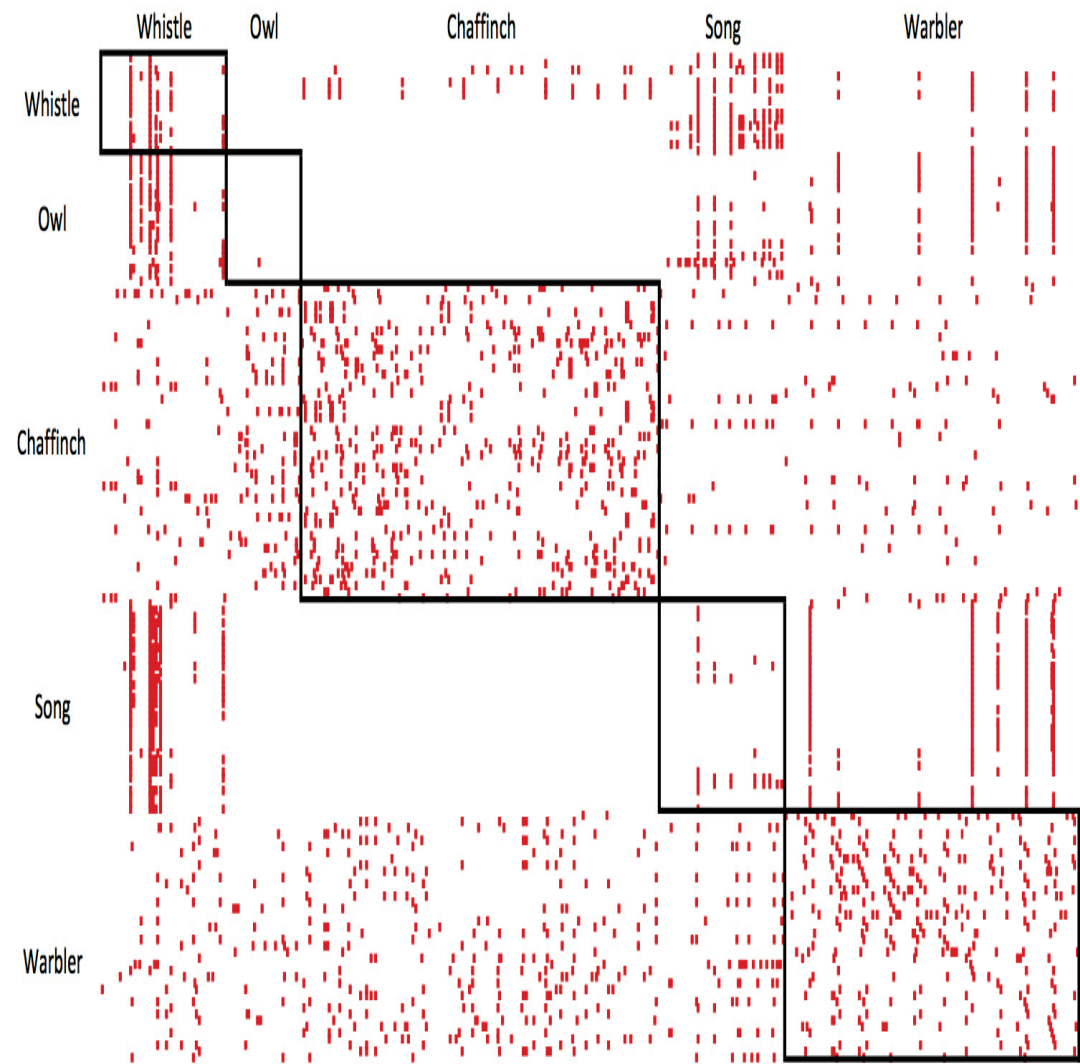 Whistle Owl Chaffinch Song Warbler
Whistle
Owl
Chaffinch
Song
Warbler